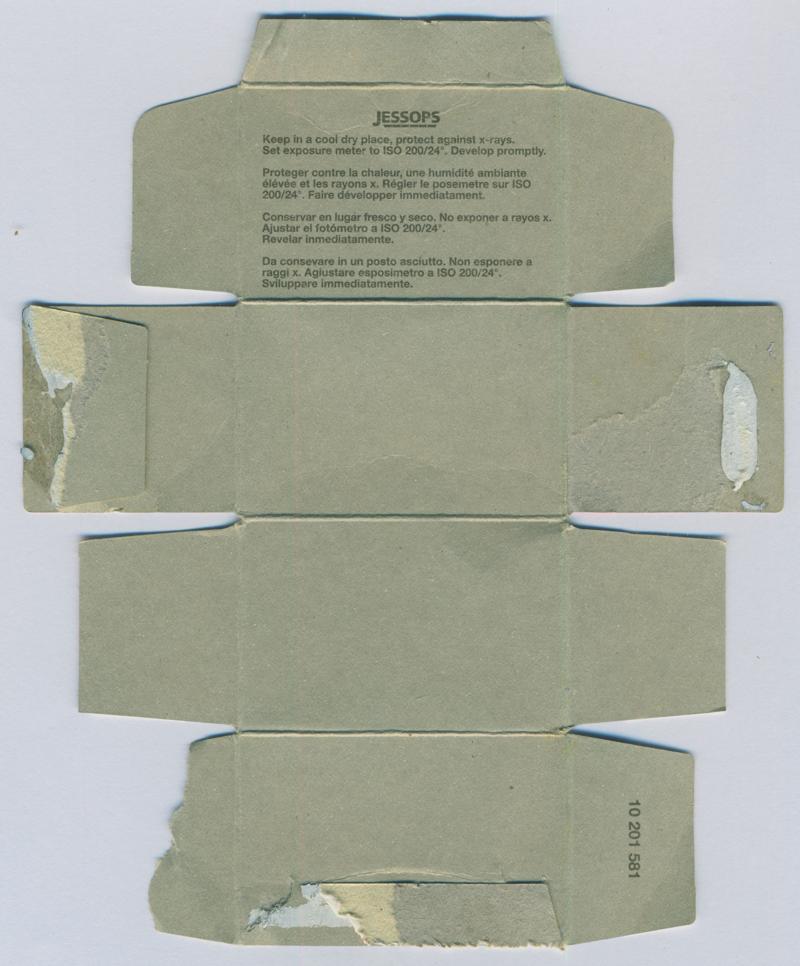 JESSOPS
Keep in a cool dry place, protect against x-rays.
Set exposure meter to ISO 200/24°. Develop promptly.
Proteger contre la chaleur, une humidité ambiante
élévée et les rayons x. Régler le posemetre sur ISO
200/24°. Faire développer immediatament.
Conservar en lugar fresco y seco. No exponer a rayos x.
Ajustar el fotómetro a ISO 200/24°.
Revelar inmediatamente.
Da consevare in un posto asciutto. Non esponere a
raggi x. Agiustare esposimetro a ISO 200/24°.
Sviluppare immediatamente.
10 201 581